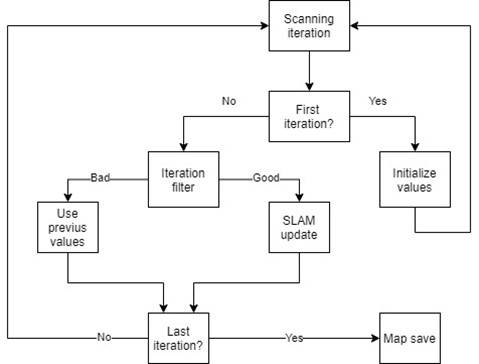 Scanning
iteration
No
Yes
First
iteration?
Iteration
filter
Initialize
values
Bad
Good
Use
previus
values
SLAM
update
Last
iteration?
No
Yes
Map save